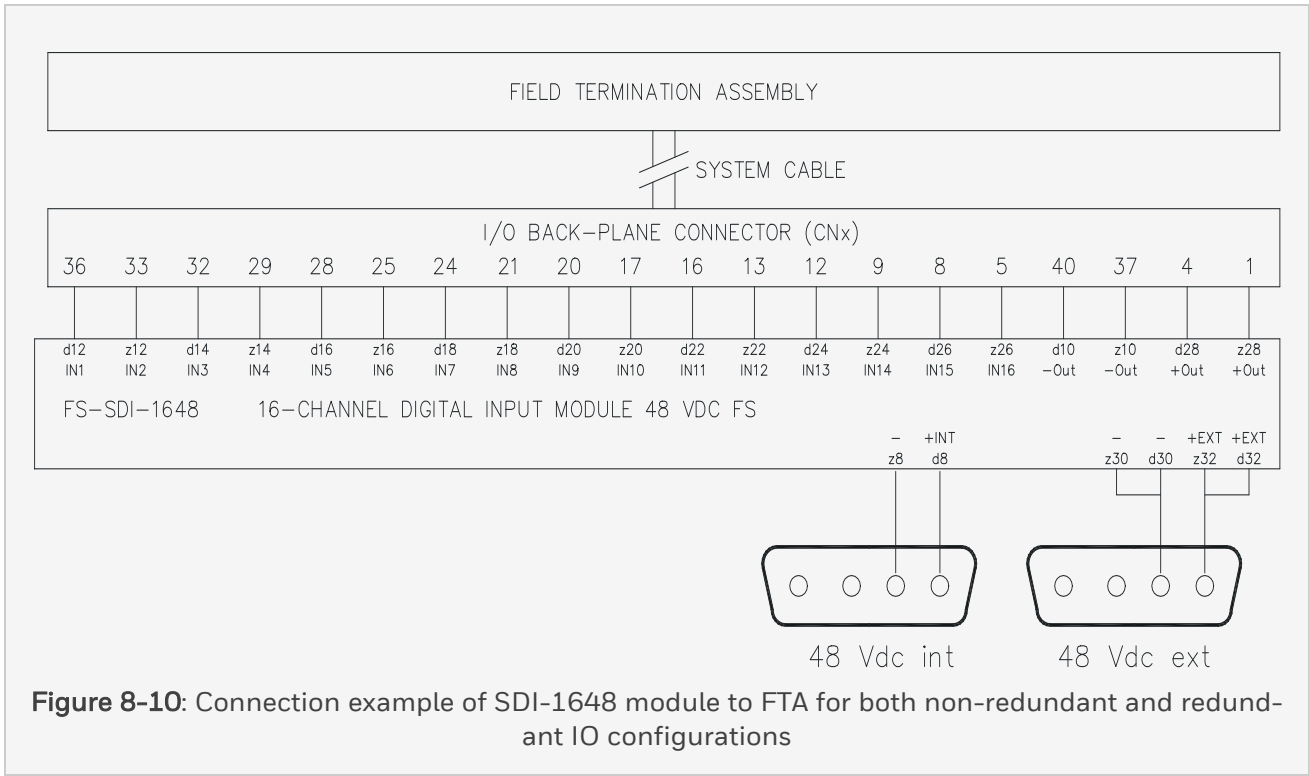 FIELD TERMINATION ASSEMBLY
SYSTEM CABLE
I/O BACK-PLANE CONNECTOR (CNx)
36 33 32 29 28 25 24 21 20 17 16 13 12 9 8 5 40 37 4 1
d12 z12 d14 z14 d16 z16 d18 z18 d20 z20 d22 z22 d24 z24 d26 z26 d10 z10 d28 z28
IN1 IN2 IN3 IN4 IN5 IN6 IN7 IN8 IN9 IN10 IN11 IN12 IN13 IN14 IN15 IN16 -Out -Out +Out +Out
FS-SDI-1648 16-CHANNEL DIGITAL INPUT MODULE 48 VDC FS
- +INT - - +EXT +EXT
z8 d8 z30 d30 z32 d32
48 Vdc int 48 Vdc ext
Figure 8-10: Connection example of SDI-1648 module to FTA for both non-redundant and redund-
ant IO configurations